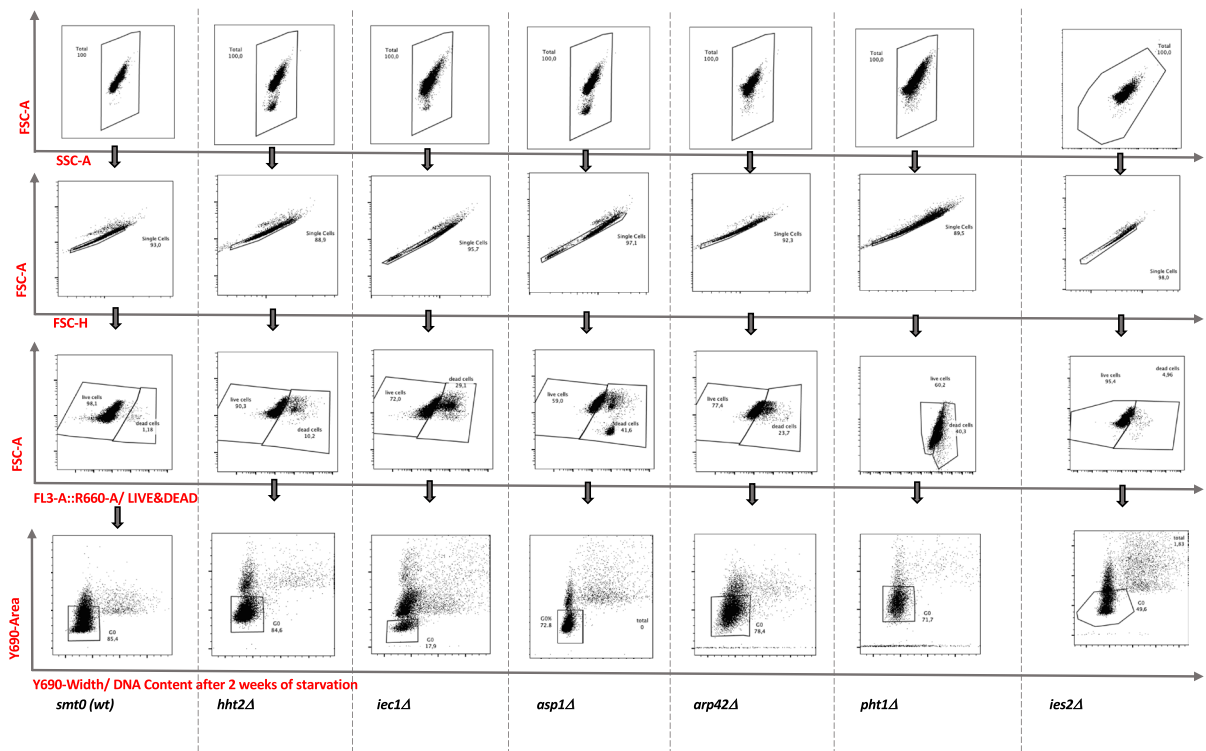 FSC-A
Total
100
Total
100,0
Total
100,0
Total
100,0
Total
100,0
Total
100,0
Total
100,0
SSC-A
FSC-A
Single Cells
93,0
Single Cells
88,9
Single Cells
95,7
Single Cells
97,1
Single Cells
92,3
Single Cells
89,5
Single Cells
98,0
FSC-H
FSC-A
live cells
98,1
dead cells
1,18
live cells
90,3
dead cells
10,2
live cells
72,0
dead cells
29,1
live cells
59,0
dead cells
41,6
live cells
77,4
dead cells
23,7
live cells
60,2
dead cells
40,3
live cells
95,4
dead cells
4,96
FL3-A::R660-A/ LIVE&DEAD
Y690-Area
G0
85,4
G0
84,6
G0
17,9
G0X
72.8
total
0
G0
78,4
G0
71,7
total
1,83
G0
49,6
Y690-Width/ DNA Content after 2 weeks of starvation
smt0 (wt)
hht2Δ
iec1Δ
asp1Δ
arp42Δ
pht1Δ
ies2Δ